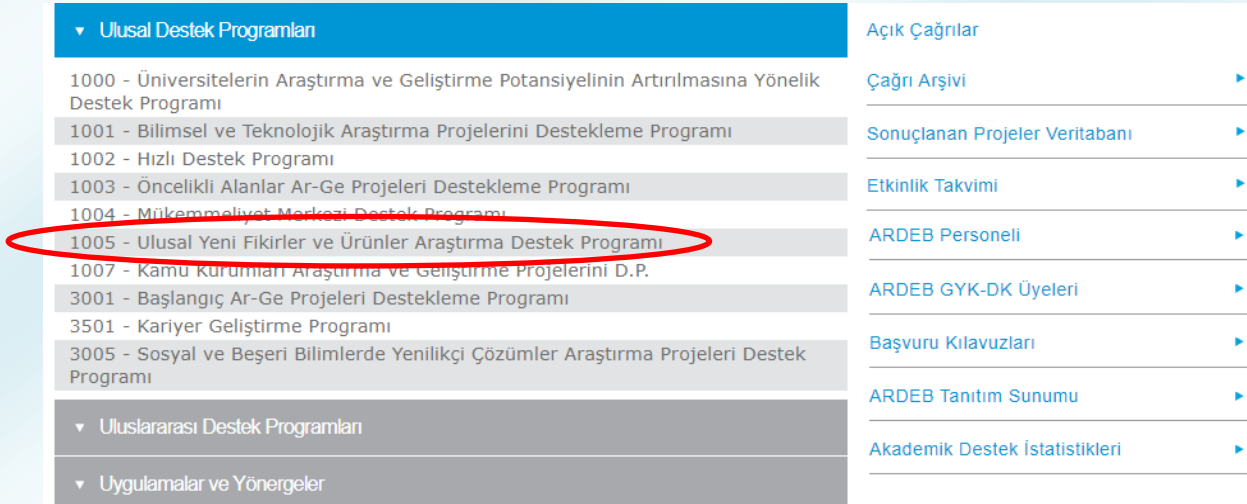 Ulusal Destek Programları
1000 - Üniversitelerin Araştırma ve Geliştirme Potansiyelinin Artırılmasına Yönelik
Destek Programı
1001 - Bilimsel ve Teknolojik Araştırma Projelerini Destekleme Programı
1002 - Hızlı Destek Programı
1003 - Öncelikli Alanlar Ar-Ge Projeleri Destekleme Programı
1004 - Mükemmeliyet Merkezi Destek Programı
1005 - Ulusal Yeni Fikirler ve Ürünler Araştırma Destek Programı
1007 - Kamu Kurumları Araştırma ve Geliştirme Projelerini D.P.
3001 - Başlangıç Ar-Ge Projeleri Destekleme Programı
3501 - Kariyer Geliştirme Programı
3005 - Sosyal ve Beşeri Bilimlerde Yenilikçi Çözümler Araştırma Projeleri Destek
Programı
Uluslararası Destek Programları
Uygulamalar ve Yönergeler
Açık Çağrılar
Çağrı Arşivi
Sonuçlanan Projeler Veritabanı
Etkinlik Takvimi
ARDEB Personeli
ARDEB GYK-DK Üyeleri
Başvuru Kılavuzları
ARDEB Tanıtım Sunumu
Akademik Destek İstatistikleri